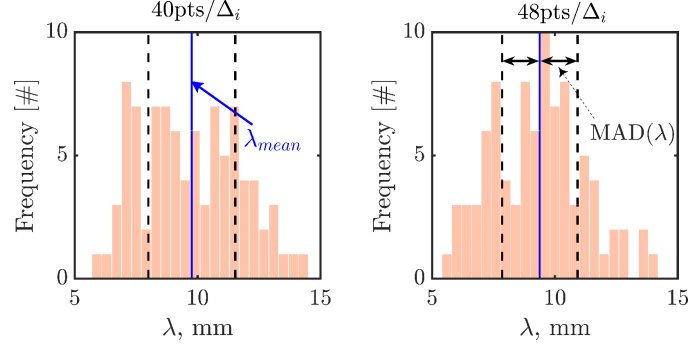 40pts/Δᵢ
48pts/Δᵢ
Frequency [#]
10
5
0
λ_mean
5
10
15
λ, mm
Frequency [#]
10
5
0
MAD(λ)
5
10
15
λ, mm